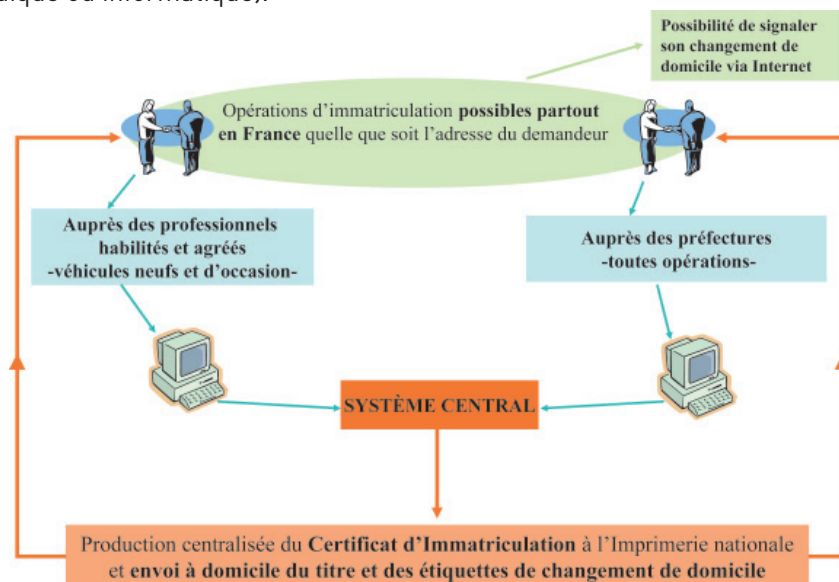 Possibilité de signaler
son changement de
domicile via Internet
Opérations d'immatriculation possibles partout
en France quelle que soit l'adresse du demandeur
Auprès des professionnels
habilités et agréés
-véhicules neufs et d'occasion-
Auprès des préfectures
-toutes opérations-
SYSTÈME CENTRAL
Production centralisée du Certificat d'Immatriculation à l'Imprimerie nationale
et envoi à domicile du titre et des étiquettes de changement de domicile